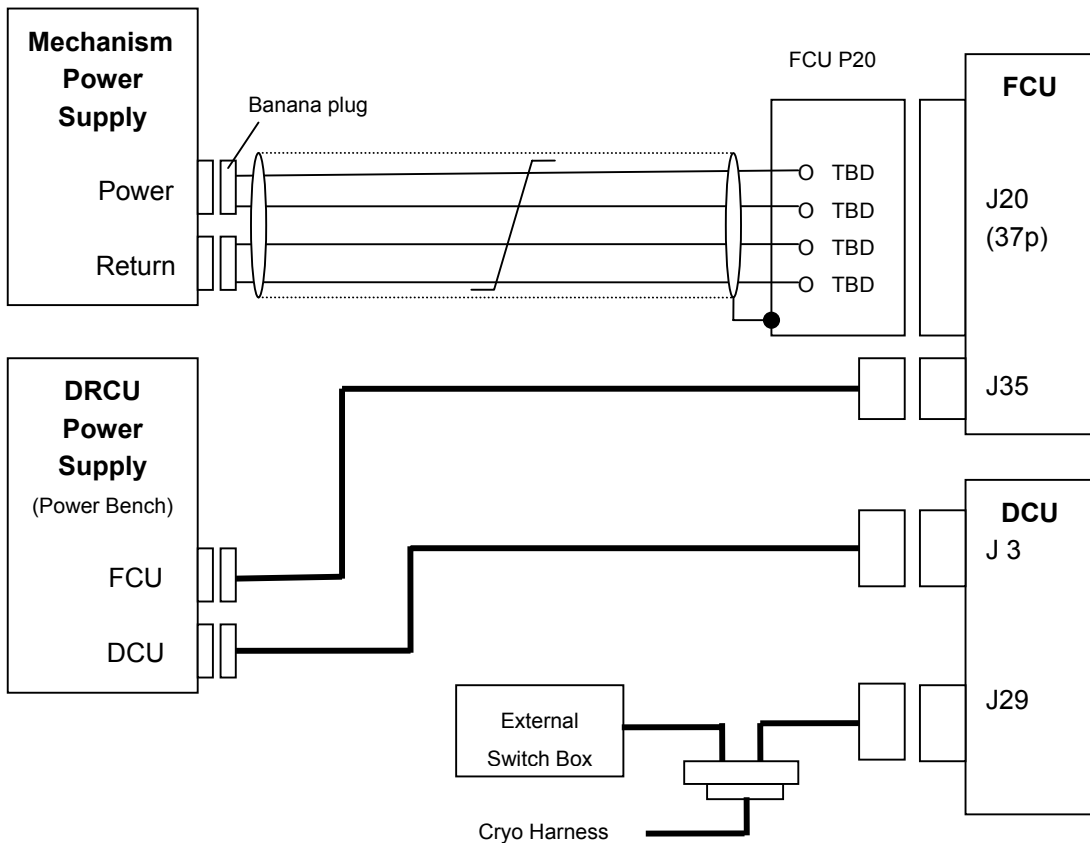 Mechanism
Power
Supply
Power
Return
Banana plug
FCU P20
TBD
TBD
TBD
TBD
FCU
J20
(37p)
J35
DRCU
Power
Supply
(Power Bench)
FCU
DCU
DCU
J 3
J29
External
Switch Box
Cryo Harness